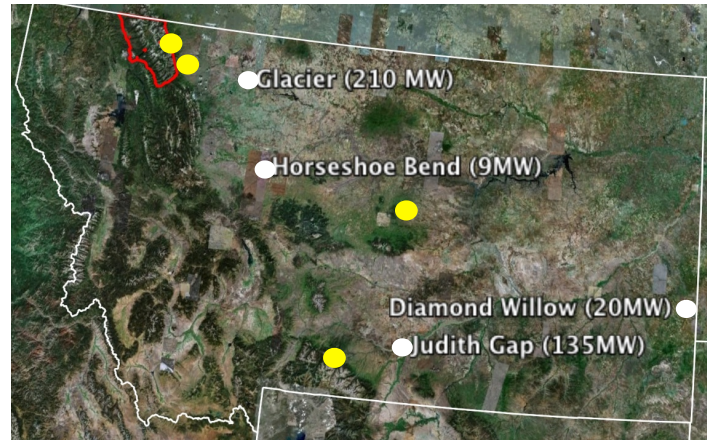 Glacier (210 MW)
Horseshoe Bend (9MW)
Diamond Willow (20MW)
Judith Gap (135MW)